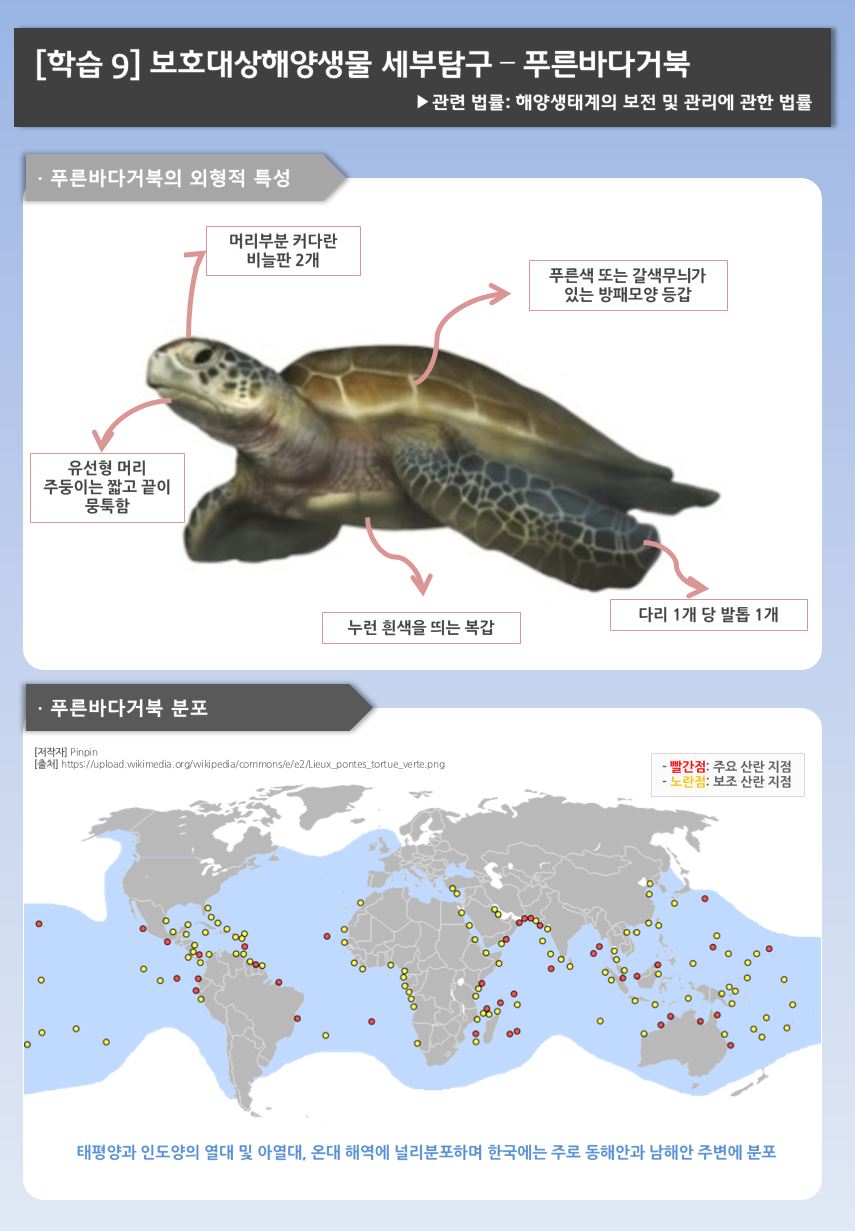 [학습 9] 보호대상해양생물 세부탐구 – 푸른바다거북
▶관련 법률: 해양생태계의 보전 및 관리에 관한 법률
· 푸른바다거북의 외형적 특성
머리부분 커다란
비늘판 2개
푸른색 또는 갈색무늬가
있는 방패모양 등갑
유선형 머리
주둥이는 짧고 끝이
뭉툭함
누런 흰색을 띄는 복갑
다리 1개 당 발톱 1개
· 푸른바다거북 분포
[저작자] Pinpin
[출처] https://upload.wikimedia.org/wikipedia/commons/e/e2/Lieux_pontes_tortue_verte.png
- 빨간점: 주요 산란 지점
- 노란점: 보조 산란 지점
태평양과 인도양의 열대 및 아열대, 온대 해역에 널리분포하며 한국에는 주로 동해안과 남해안 주변에 분포